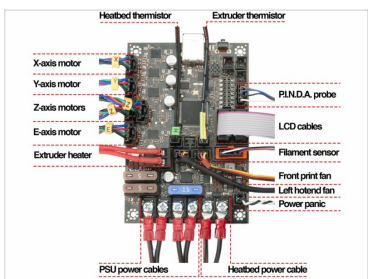 Heatbed thermistor
Extruder thermistor
X-axis motor
Y-axis motor
Z-axis motors
E-axis motor
Extruder heater
P.I.N.D.A. probe
LCD cables
Filament sensor
Front print fan
Left hotend fan
Power panic
PSU power cables
Heatbed power cable